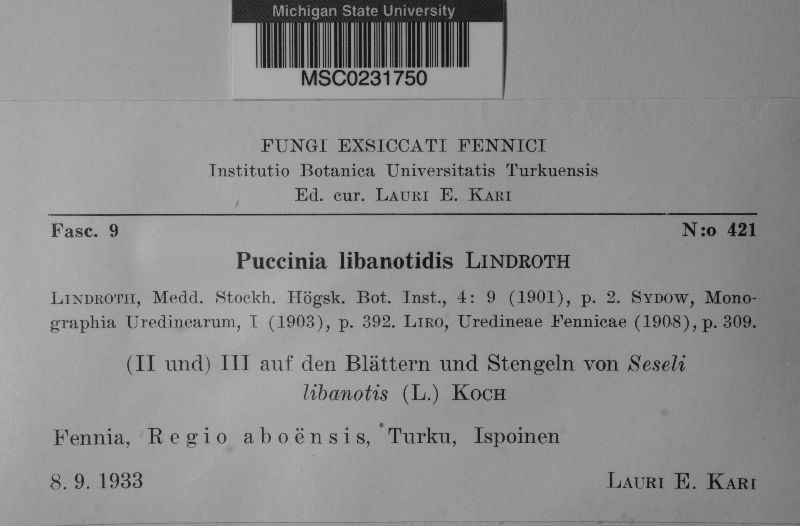 Michigan State University
MSC0231750
FUNGI EXSICCATI FENNICI
Institutio Botanica Universitatis Turkuensis
Ed. cur. LAURI E. KARI
Fasc. 9 N:o 421
Puccinia libanotidis LINDROTH
LINDROTH, Medd. Stockh. Högsk. Bot. Inst., 4: 9 (1901), p. 2. SYDOW, Mono-
graphia Uredinearum, I (1903), p. 392. LIRO, Uredineae Fennicae (1908), p. 309.
(II und) III auf den Blättern und Stengeln von Seseli
libanotis (L.) KOCH
Fennia, Regio aboënsis, Turku, Ispoinen
8. 9. 1933 LAURI E. KARI